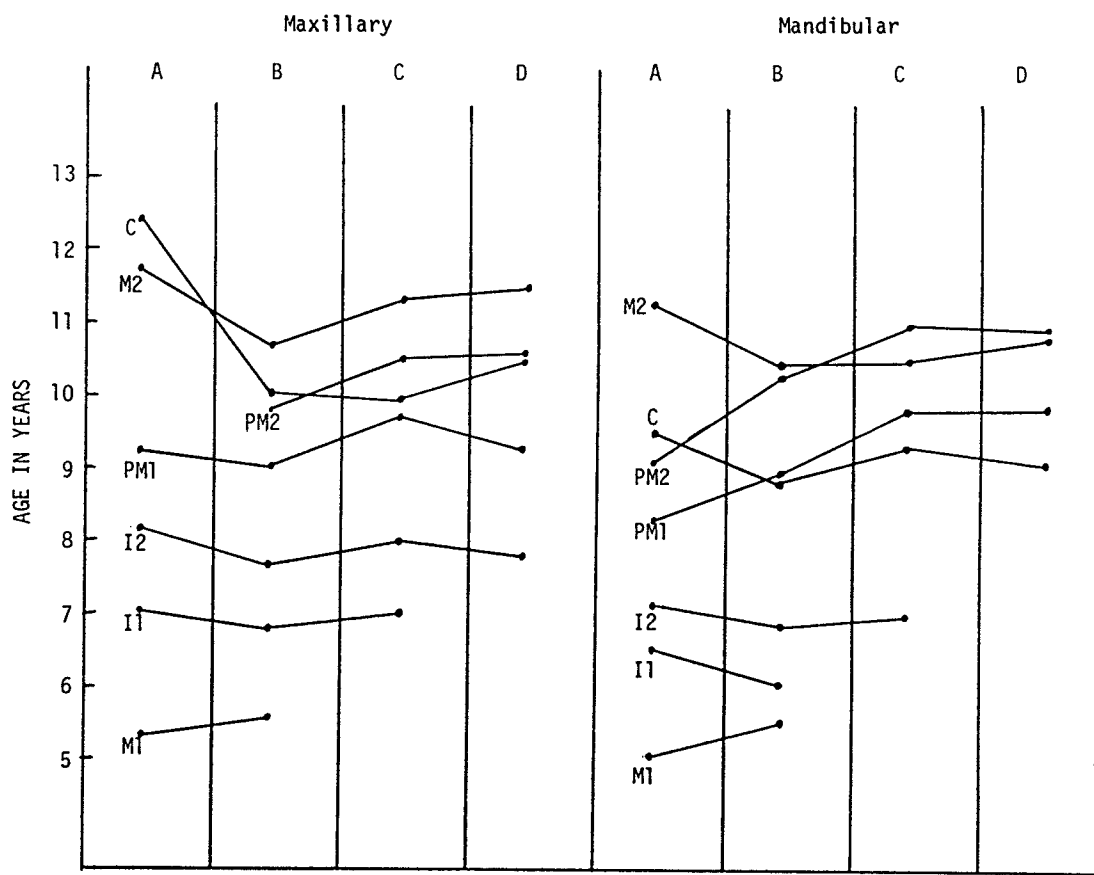 Maxillary
Mandibular
A B C D
A B C D
13
12
11
10
9
8
7
6
5
AGE IN YEARS
C
M2
PM2
PM1
I2
I1
M1
M2
C
PM2
PM1
I2
I1
M1